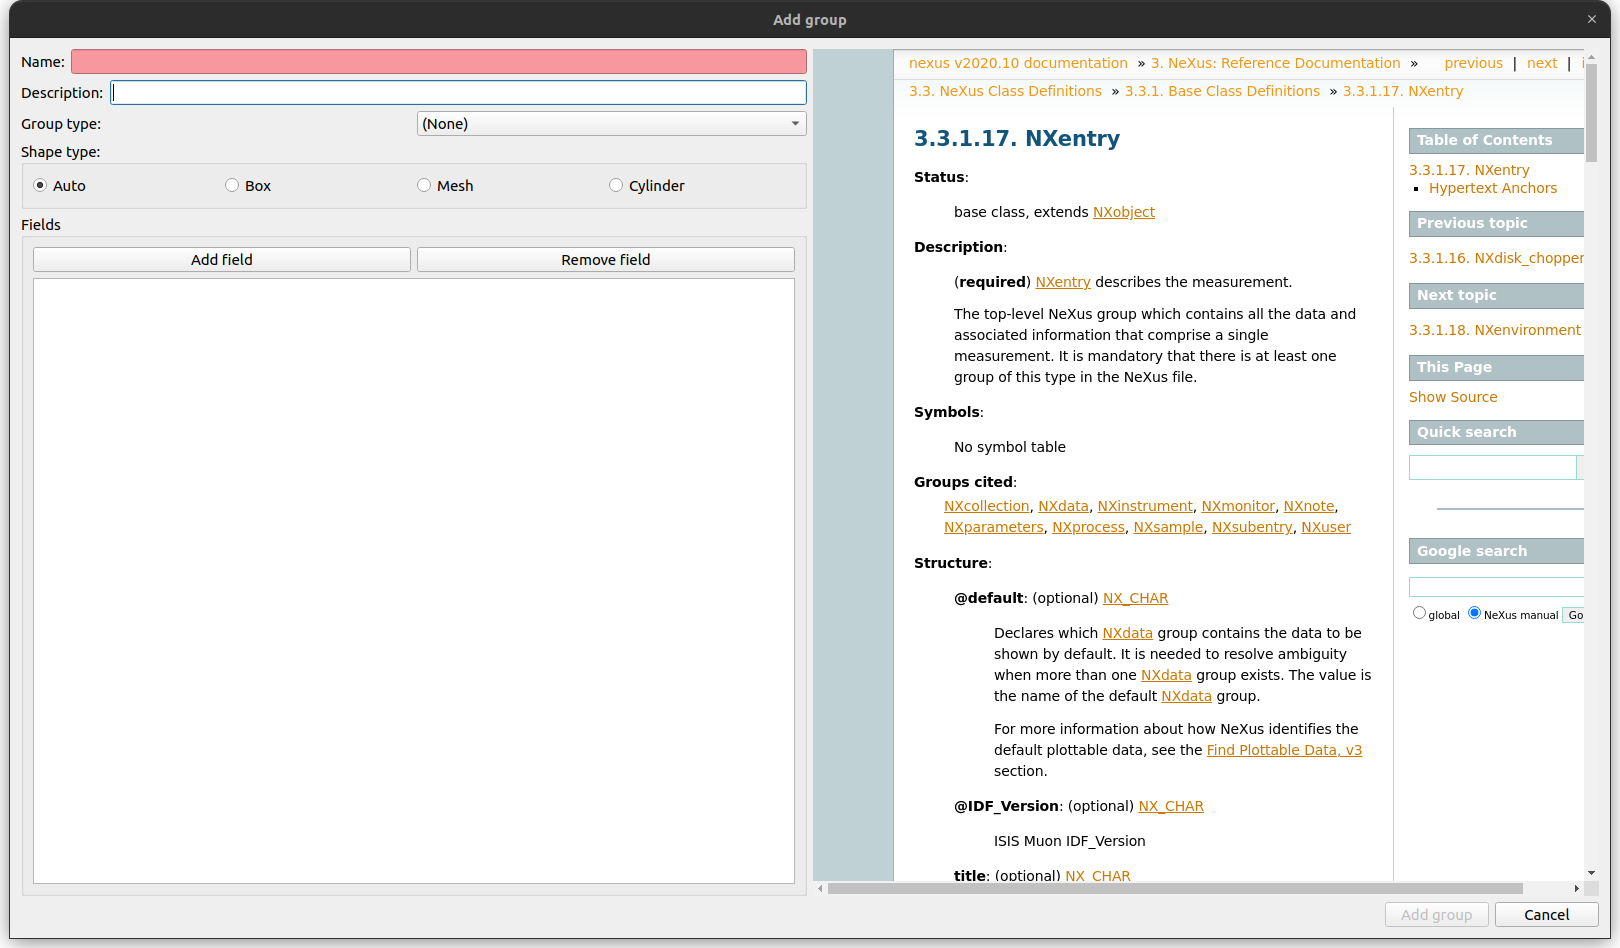 Add group
Name:
Description:
Group type:
(None)
Shape type:
Auto
Box
Mesh
Cylinder
Fields
Add field
Remove field
nexus v2020.10 documentation » 3. NeXus: Reference Documentation » previous | next |
3.3. NeXus Class Definitions » 3.3.1. Base Class Definitions » 3.3.1.17. NXentry
3.3.1.17. NXentry
Status:
base class, extends NXobject
Description:
(required) NXentry describes the measurement.
The top-level NeXus group which contains all the data and
associated information that comprise a single
measurement. It is mandatory that there is at least one
group of this type in the NeXus file.
Symbols:
No symbol table
Groups cited:
NXcollection, NXdata, NXinstrument, NXmonitor, NXnote,
NXparameters, NXprocess, NXsample, NXsubentry, NXuser
Structure:
@default: (optional) NX_CHAR
Declares which NXdata group contains the data to be
shown by default. It is needed to resolve ambiguity
when more than one NXdata group exists. The value is
the name of the default NXdata group.
For more information about how NeXus identifies the
default plottable data, see the Find Plottable Data, v3
section.
@IDF_Version: (optional) NX_CHAR
ISIS Muon IDF_Version
title: (optional) NX_CHAR
Table of Contents
3.3.1.17. NXentry
▪ Hypertext Anchors
Previous topic
3.3.1.16. NXdisk_chopper
Next topic
3.3.1.18. NXenvironment
This Page
Show Source
Quick search
Google search
global
NeXus manual
Go
Add group
Cancel